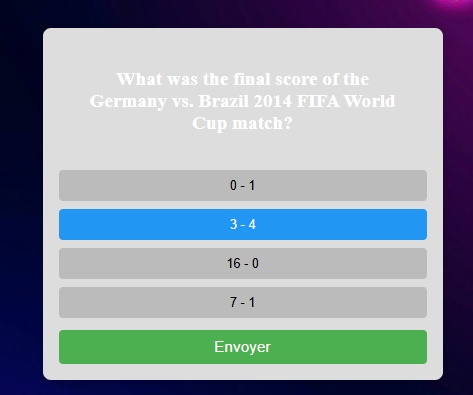 What was the final score of the
Germany vs. Brazil 2014 FIFA World
Cup match?
0 - 1
3 - 4
16 - 0
7 - 1
Envoyer